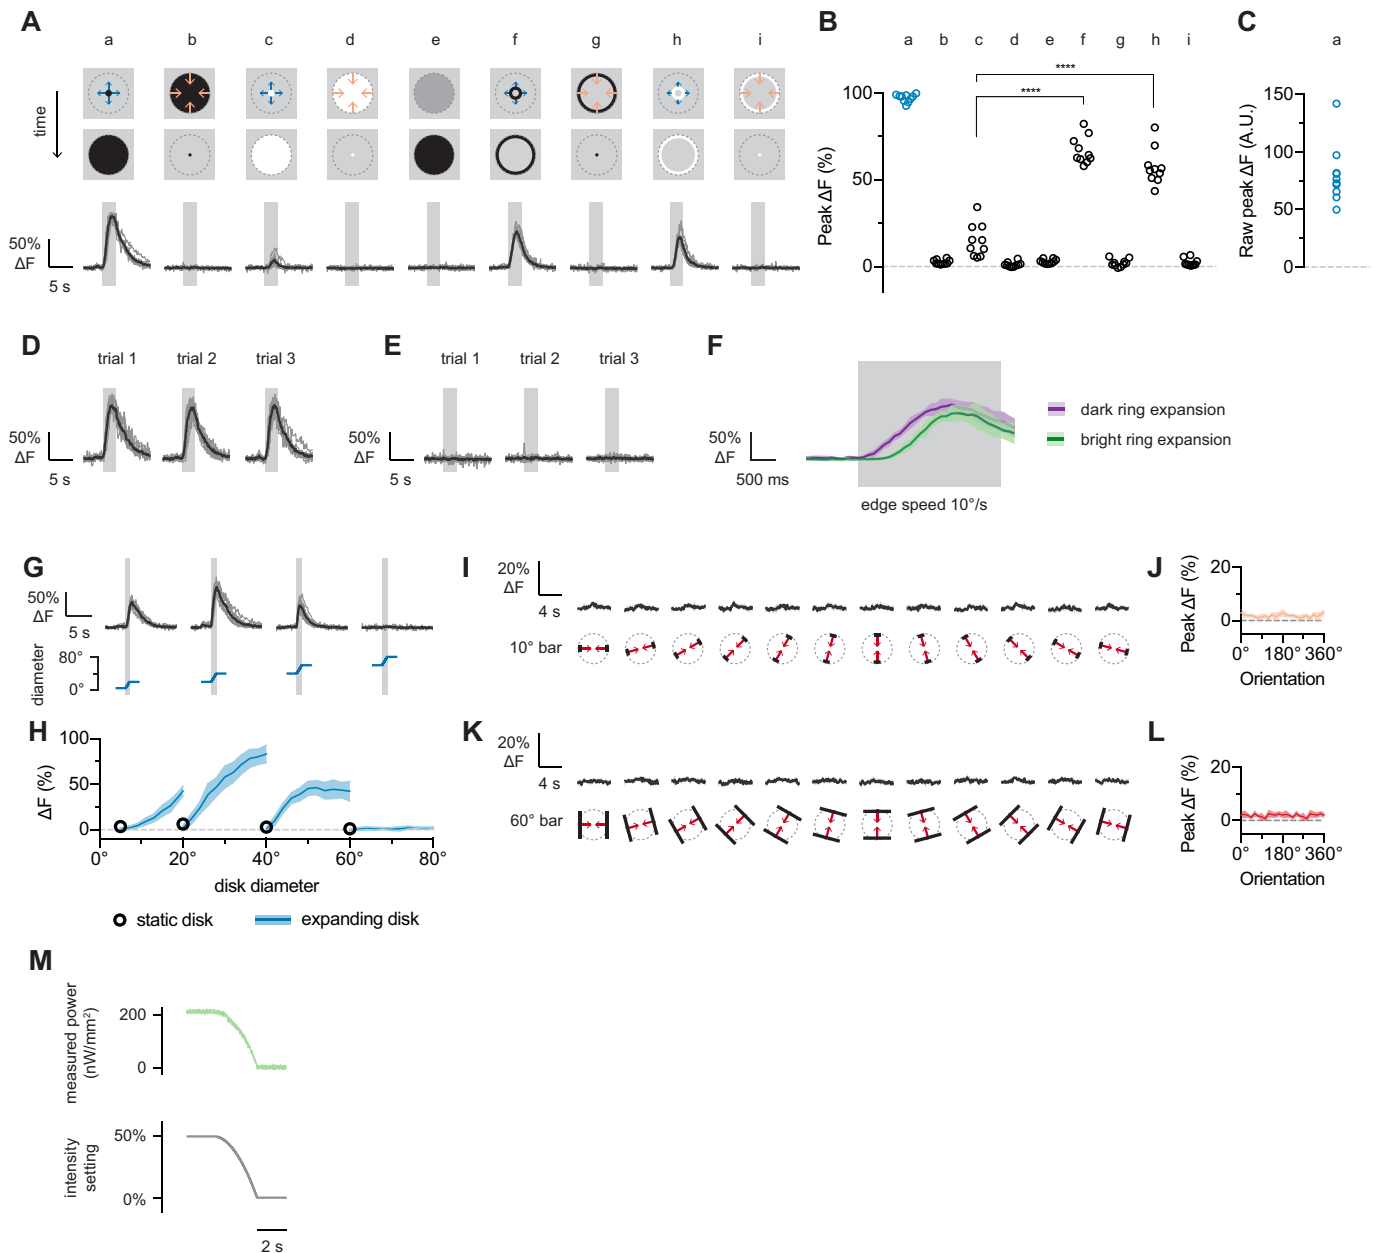 A
a b c d e f g h i
time
50%
ΔF
5 s
B
a b c d e f g h i
****
****
Peak ΔF (%)
100
50
0
C
a
Raw peak ΔF (A.U.)
150
100
50
0
D
trial 1 trial 2 trial 3
50%
ΔF
5 s
E
trial 1 trial 2 trial 3
50%
ΔF
5 s
F
50%
ΔF
500 ms
edge speed 10°/s
dark ring expansion
bright ring expansion
G
50%
ΔF
5 s
diameter
80°
0°
H
ΔF (%)
100
50
0
0° 20° 40° 60° 80°
disk diameter
static disk expanding disk
I
20%
ΔF
4 s
10° bar
J
Peak ΔF (%)
20
0
0° 180° 360°
Orientation
K
20%
ΔF
4 s
60° bar
L
Peak ΔF (%)
20
0
0° 180° 360°
Orientation
M
measured power
(nW/mm²)
200
0
intensity
setting
50%
0%
2 s